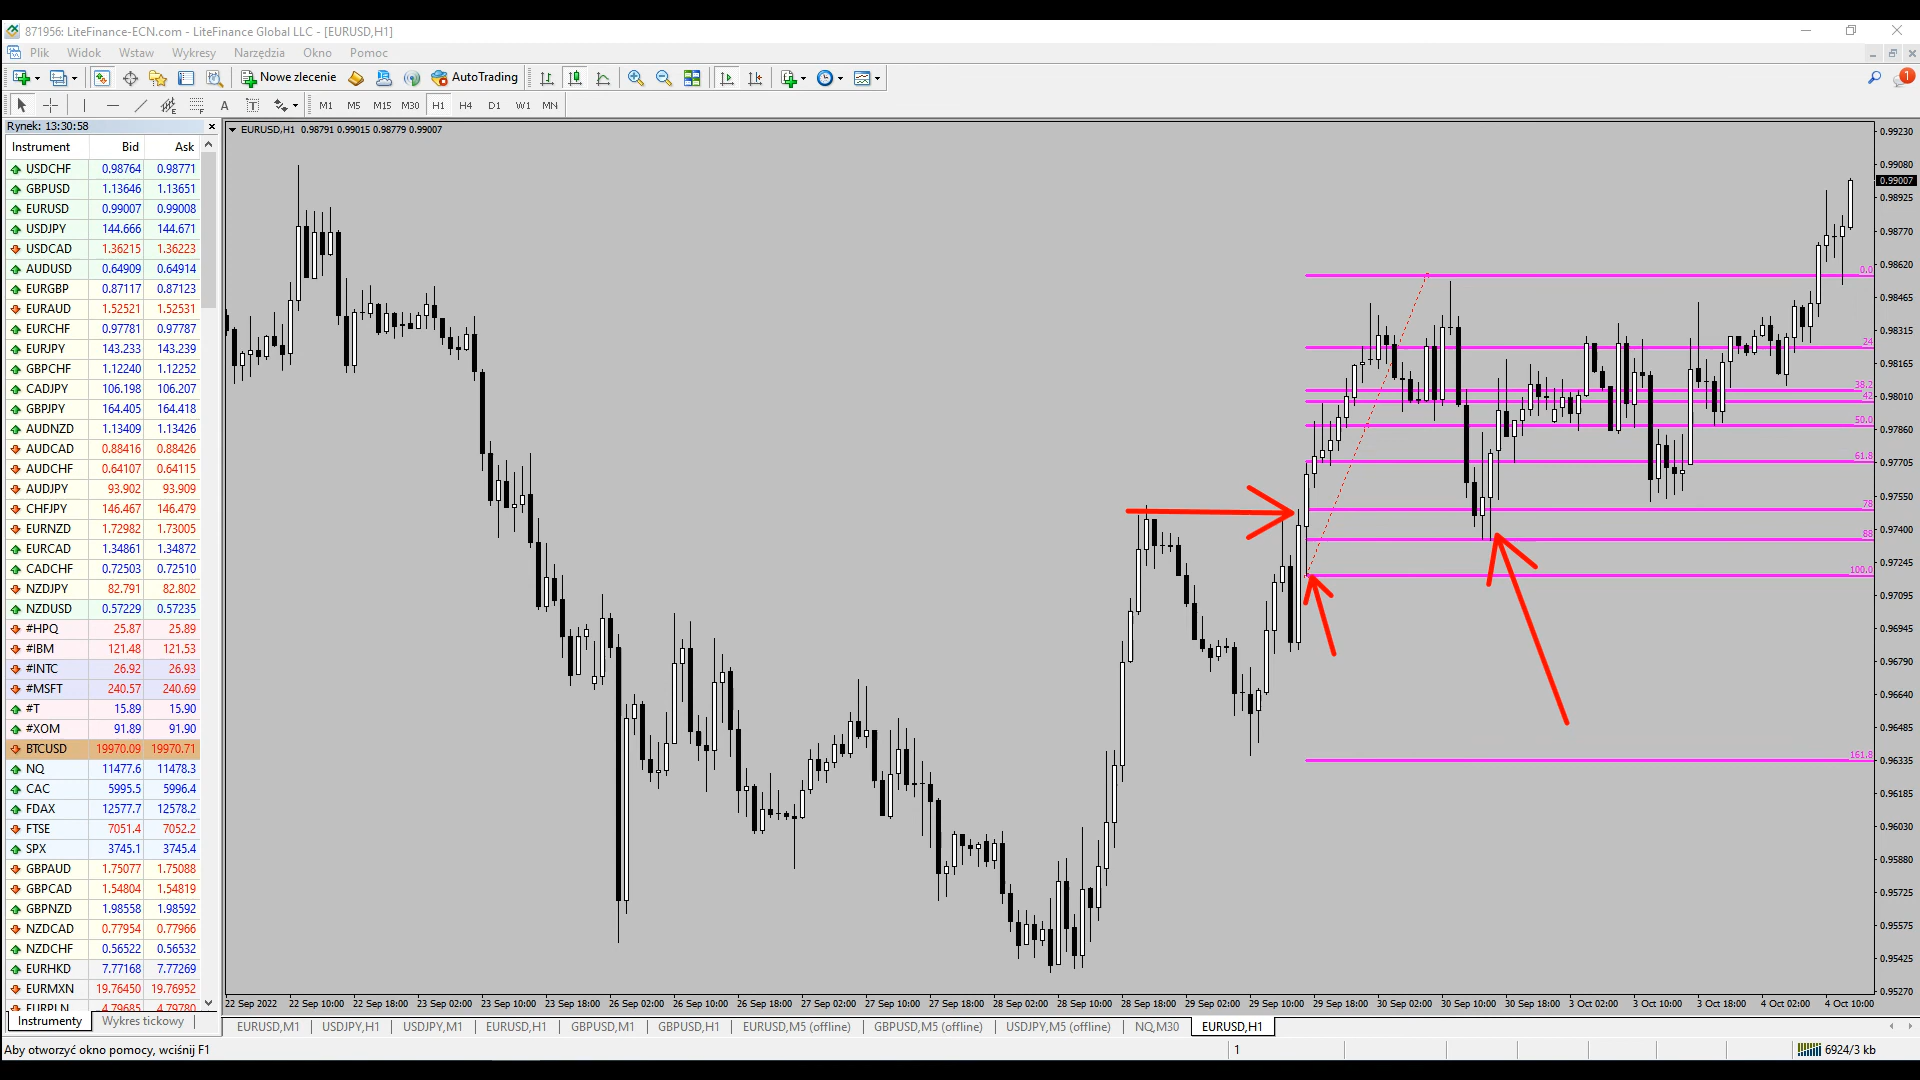 871956: LiteFinance-ECN.com - LiteFinance Global LLC - [EURUSD,H1]
Plik Widok Wstaw Wykresy Narzędzia Okno Pomoc
Nowe zlecenie AutoTrading 1
A T M1 M5 M15 M30 H1 H4 D1 W1 MN
Rynek: 13:30:58
Instrument Bid Ask
USDCHF 0.98764 0.98771
GBPUSD 1.13646 1.13651
EURUSD 0.99007 0.99008
USDJPY 144.666 144.671
USDCAD 1.36215 1.36223
AUDUSD 0.64909 0.64914
EURGBP 0.87117 0.87123
EURAUD 1.52521 1.52531
EURCHF 0.97781 0.97787
EURJPY 143.233 143.239
GBPCHF 1.12240 1.12252
CADJPY 106.198 106.207
GBPJPY 164.405 164.418
AUDNZD 1.13409 1.13426
AUDCAD 0.88416 0.88426
AUDCHF 0.64107 0.64115
AUDJPY 93.902 93.909
CHFJPY 146.467 146.479
EURNZD 1.72982 1.73005
EURCAD 1.34861 1.34872
CADCHF 0.72503 0.72510
NZDJPY 82.791 82.802
NZDUSD 0.57229 0.57235
#HPQ 25.87 25.89
#IBM 121.48 121.53
#INTC 26.92 26.93
#MSFT 240.57 240.69
#T 15.89 15.90
#XOM 91.89 91.90
BTCUSD 19970.09 19970.71
NQ 11477.6 11478.3
CAC 5995.5 5996.4
FDAX 12577.7 12578.2
FTSE 7051.4 7052.2
SPX 3745.1 3745.4
GBPAUD 1.75077 1.75088
GBPCAD 1.54804 1.54819
GBPNZD 1.98558 1.98592
NZDCAD 0.77954 0.77966
NZDCHF 0.56522 0.56532
EURHKD 7.77168 7.77269
EURMXN 19.76450 19.76952
EURPLN 4.79685 4.79780
Instrumenty Wykres tickowy
EURUSD,H1 0.98791 0.99015 0.98779 0.99007
0.0
24
38.2
42
50.0
61.8
78
88
100.0
161.8
0.99230
0.99080
0.99007
0.98925
0.98770
0.98620
0.98465
0.98315
0.98165
0.98010
0.97860
0.97705
0.97550
0.97400
0.97245
0.97095
0.96945
0.96790
0.96640
0.96485
0.96335
0.96185
0.96030
0.95880
0.95725
0.95575
0.95425
0.95270
22 Sep 2022 22 Sep 10:00 22 Sep 18:00 23 Sep 02:00 23 Sep 10:00 23 Sep 18:00 26 Sep 02:00 26 Sep 10:00 26 Sep 18:00 27 Sep 02:00 27 Sep 10:00 27 Sep 18:00 28 Sep 02:00 28 Sep 10:00 28 Sep 18:00 29 Sep 02:00 29 Sep 10:00 29 Sep 18:00 30 Sep 02:00 30 Sep 10:00 30 Sep 18:00 3 Oct 02:00 3 Oct 10:00 3 Oct 18:00 4 Oct 02:00 4 Oct 10:00
EURUSD,M1 USDJPY,H1 USDJPY,M1 EURUSD,H1 GBPUSD,M1 GBPUSD,H1 EURUSD,M5 (offline) GBPUSD,M5 (offline) USDJPY,M5 (offline) NQ,M30 EURUSD,H1
Aby otworzyć okno pomocy, wciśnij F1 1 6924/3 kb